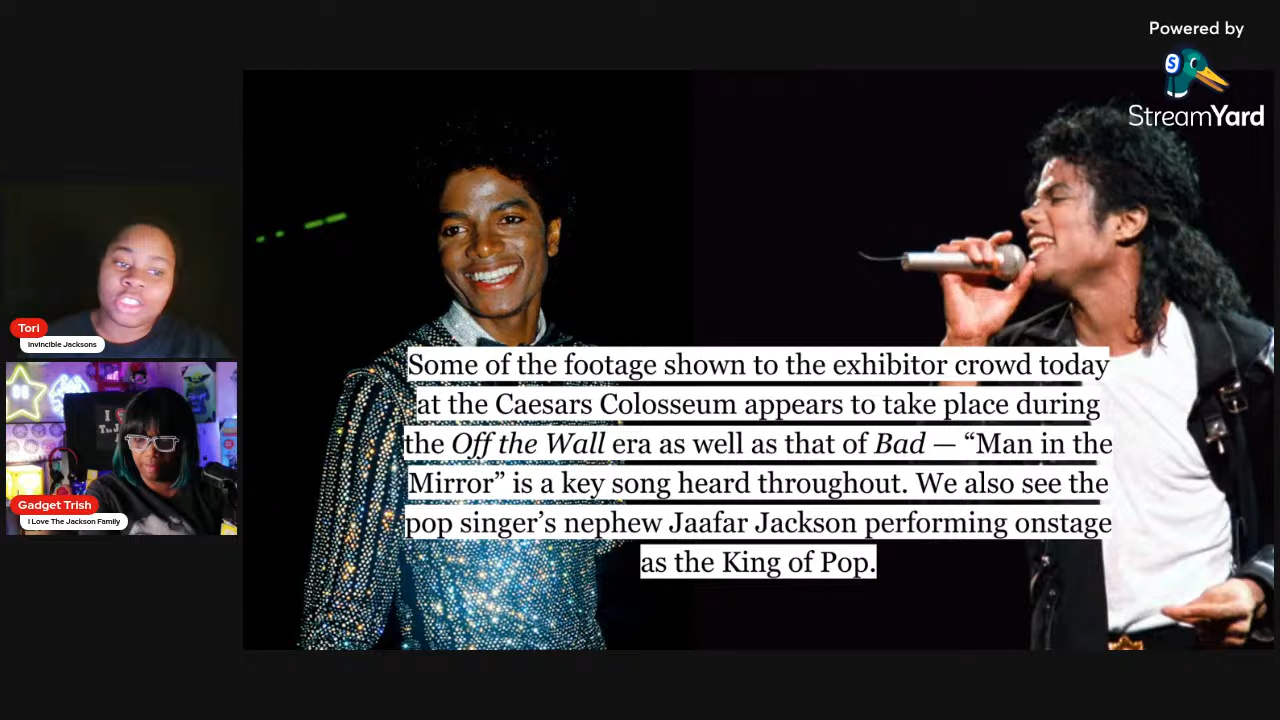 Powered by
StreamYard
Some of the footage shown to the exhibitor crowd today
at the Caesars Colosseum appears to take place during
the Off the Wall era as well as that of Bad — “Man in the
Mirror” is a key song heard throughout. We also see the
pop singer’s nephew Jaafar Jackson performing onstage
as the King of Pop.
Tori
Invincible Jacksons
Gadget Trish
I Love The Jackson Family